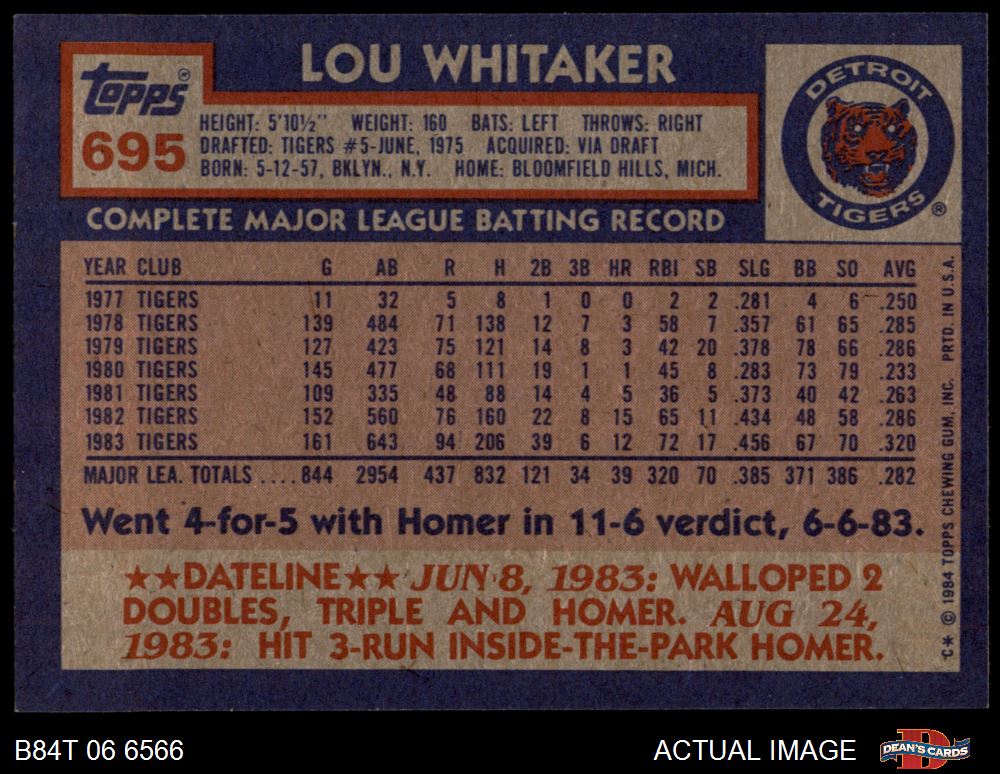 LOU WHITAKER
topps
695
HEIGHT: 5'10½" WEIGHT: 160 BATS: LEFT THROWS: RIGHT
DRAFTED: TIGERS #5-JUNE, 1975 ACQUIRED: VIA DRAFT
BORN: 5-12-57, BKLYN., N.Y. HOME: BLOOMFIELD HILLS, MICH.
DETROIT
TIGERS ®
COMPLETE MAJOR LEAGUE BATTING RECORD
YEAR CLUB G AB R H 2B 3B HR RBI SB SLG BB SO AVG
1977 TIGERS 11 32 5 8 1 0 0 2 2 .281 4 6 .250
1978 TIGERS 139 484 71 138 12 7 3 58 7 .357 61 65 .285
1979 TIGERS 127 423 75 121 14 8 3 42 20 .378 78 66 .286
1980 TIGERS 145 477 68 111 19 1 1 45 8 .283 73 79 .233
1981 TIGERS 109 335 48 88 14 4 5 36 5 .373 40 42 .263
1982 TIGERS 152 560 76 160 22 8 15 65 11 .434 48 58 .286
1983 TIGERS 161 643 94 206 39 6 12 72 17 .456 67 70 .320
MAJOR LEA. TOTALS ....844 2954 437 832 121 34 39 320 70 .385 371 386 .282
Went 4-for-5 with Homer in 11-6 verdict, 6-6-83.
★★DATELINE★★ JUN 8, 1983: WALLOPED 2
DOUBLES, TRIPLE AND HOMER. AUG 24,
1983: HIT 3-RUN INSIDE-THE-PARK HOMER.
C* © 1984 TOPPS CHEWING GUM, INC. PRTD. IN U.S.A.
B84T 06 6566
ACTUAL IMAGE
DEAN'S CARDS